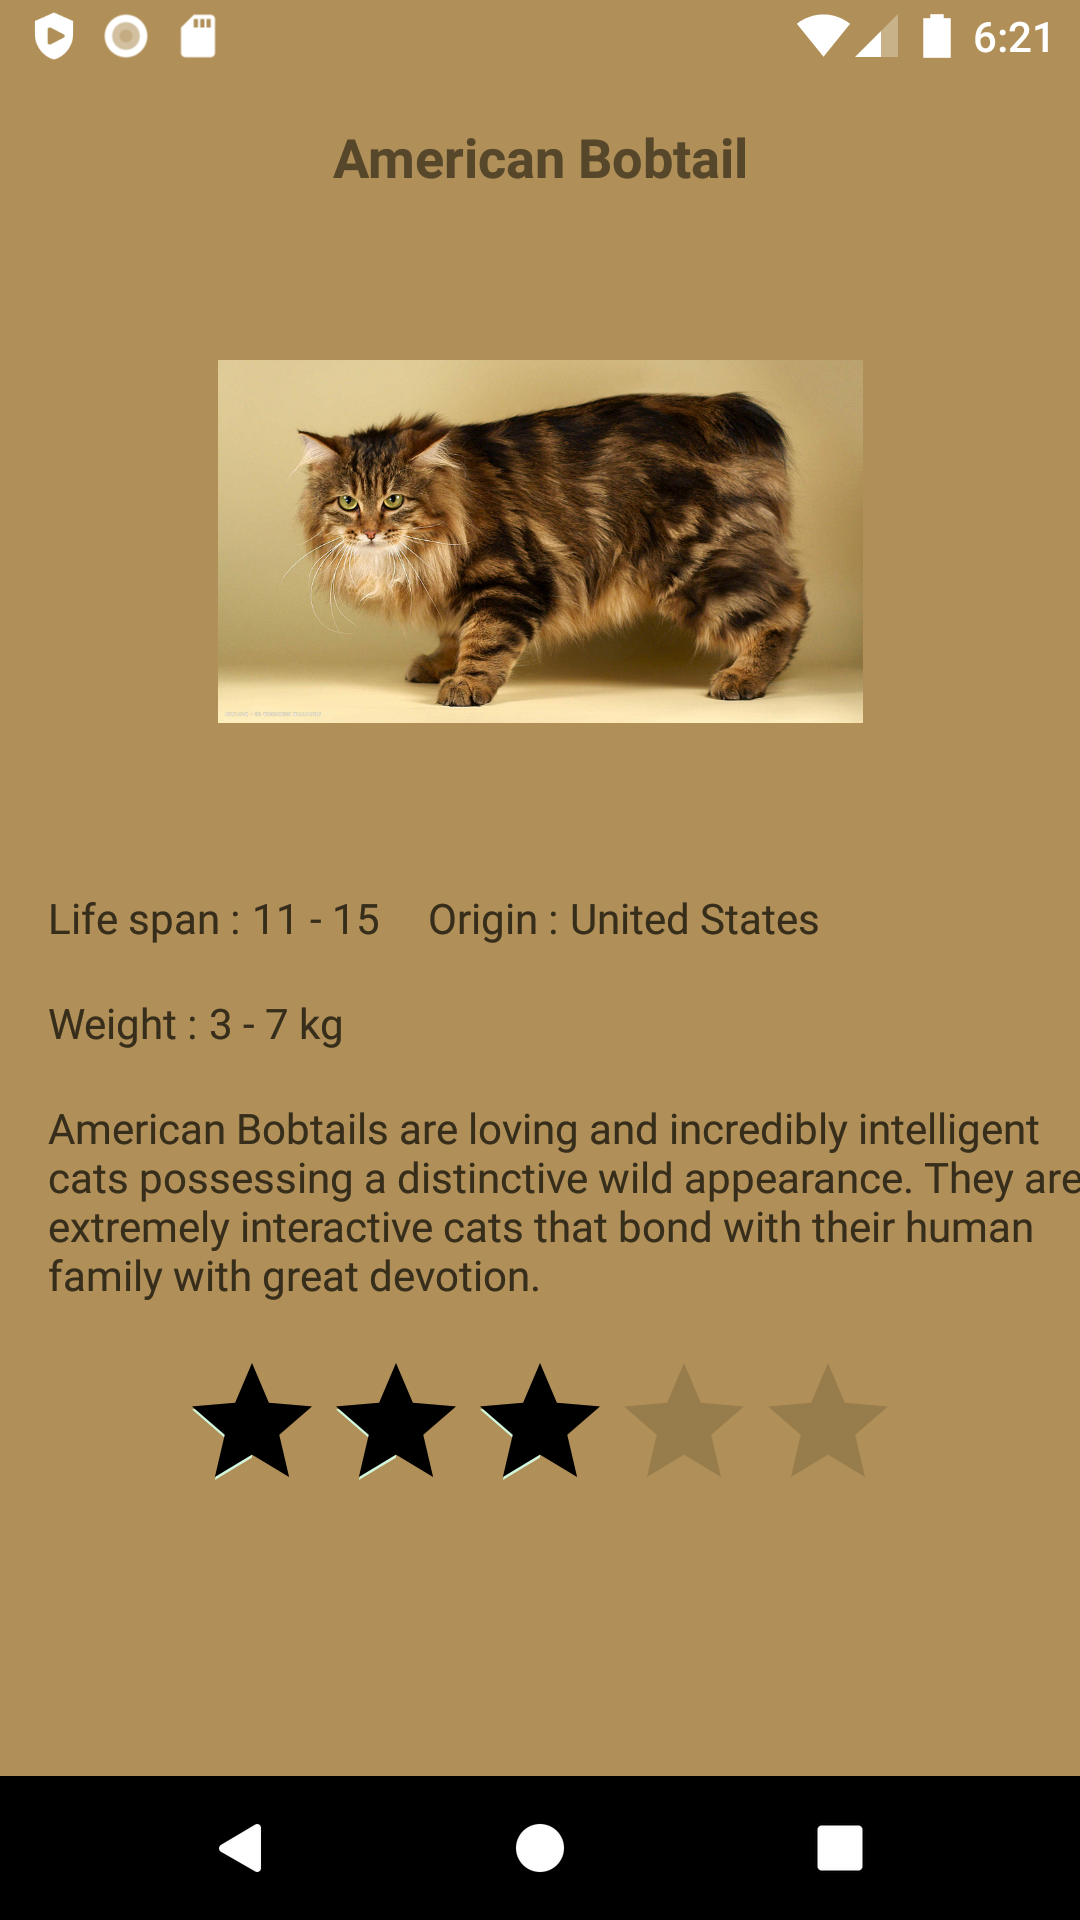 6:21
American Bobtail
Life span : 11 - 15 Origin : United States
Weight : 3 - 7 kg
American Bobtails are loving and incredibly intelligent
cats possessing a distinctive wild appearance. They are
extremely interactive cats that bond with their human
family with great devotion.